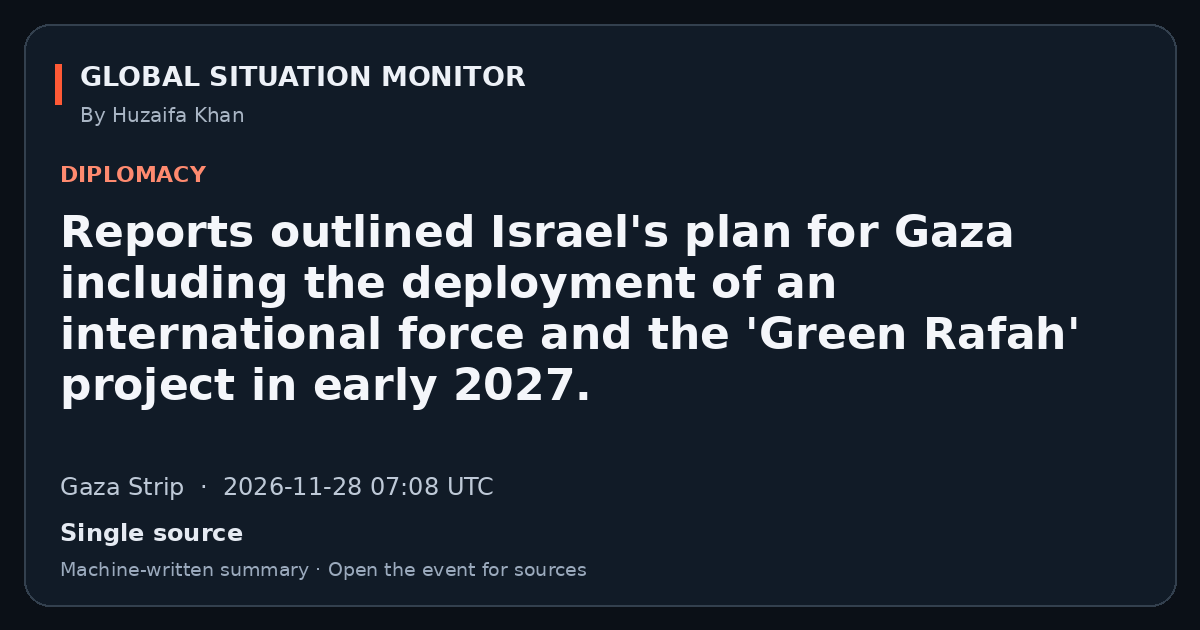 GLOBAL SITUATION MONITOR
By Huzaifa Khan
DIPLOMACY
Reports outlined Israel's plan for Gaza
including the deployment of an
international force and the 'Green Rafah'
project in early 2027.
Gaza Strip · 2026-11-28 07:08 UTC
Single source
Machine-written summary · Open the event for sources